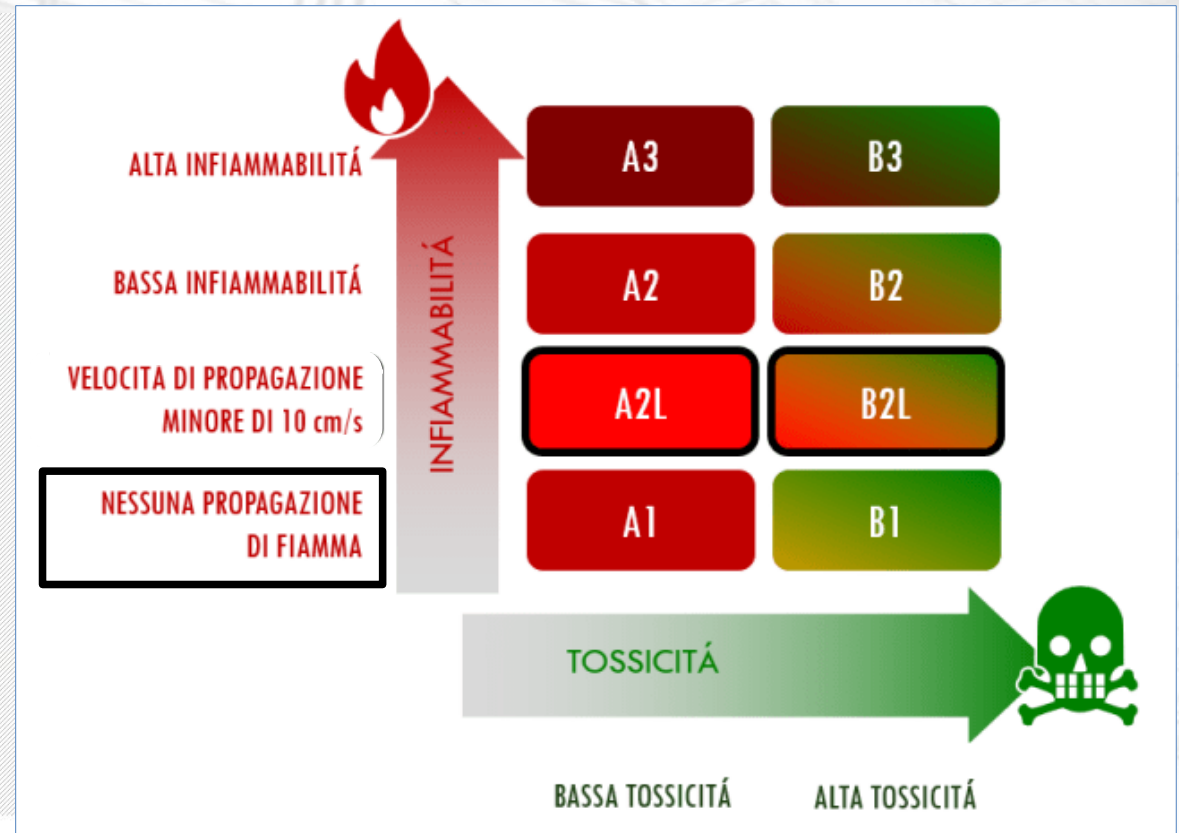 ALTA INFIAMMABILITÁ
A3
B3
BASSA INFIAMMABILITÁ
A2
B2
VELOCITA DI PROPAGAZIONE
MINORE DI 10 cm/s
A2L
B2L
NESSUNA PROPAGAZIONE
DI FIAMMA
A1
B1
INFIAMMABILITÁ
TOSSICITÁ
BASSA TOSSICITÁ
ALTA TOSSICITÁ